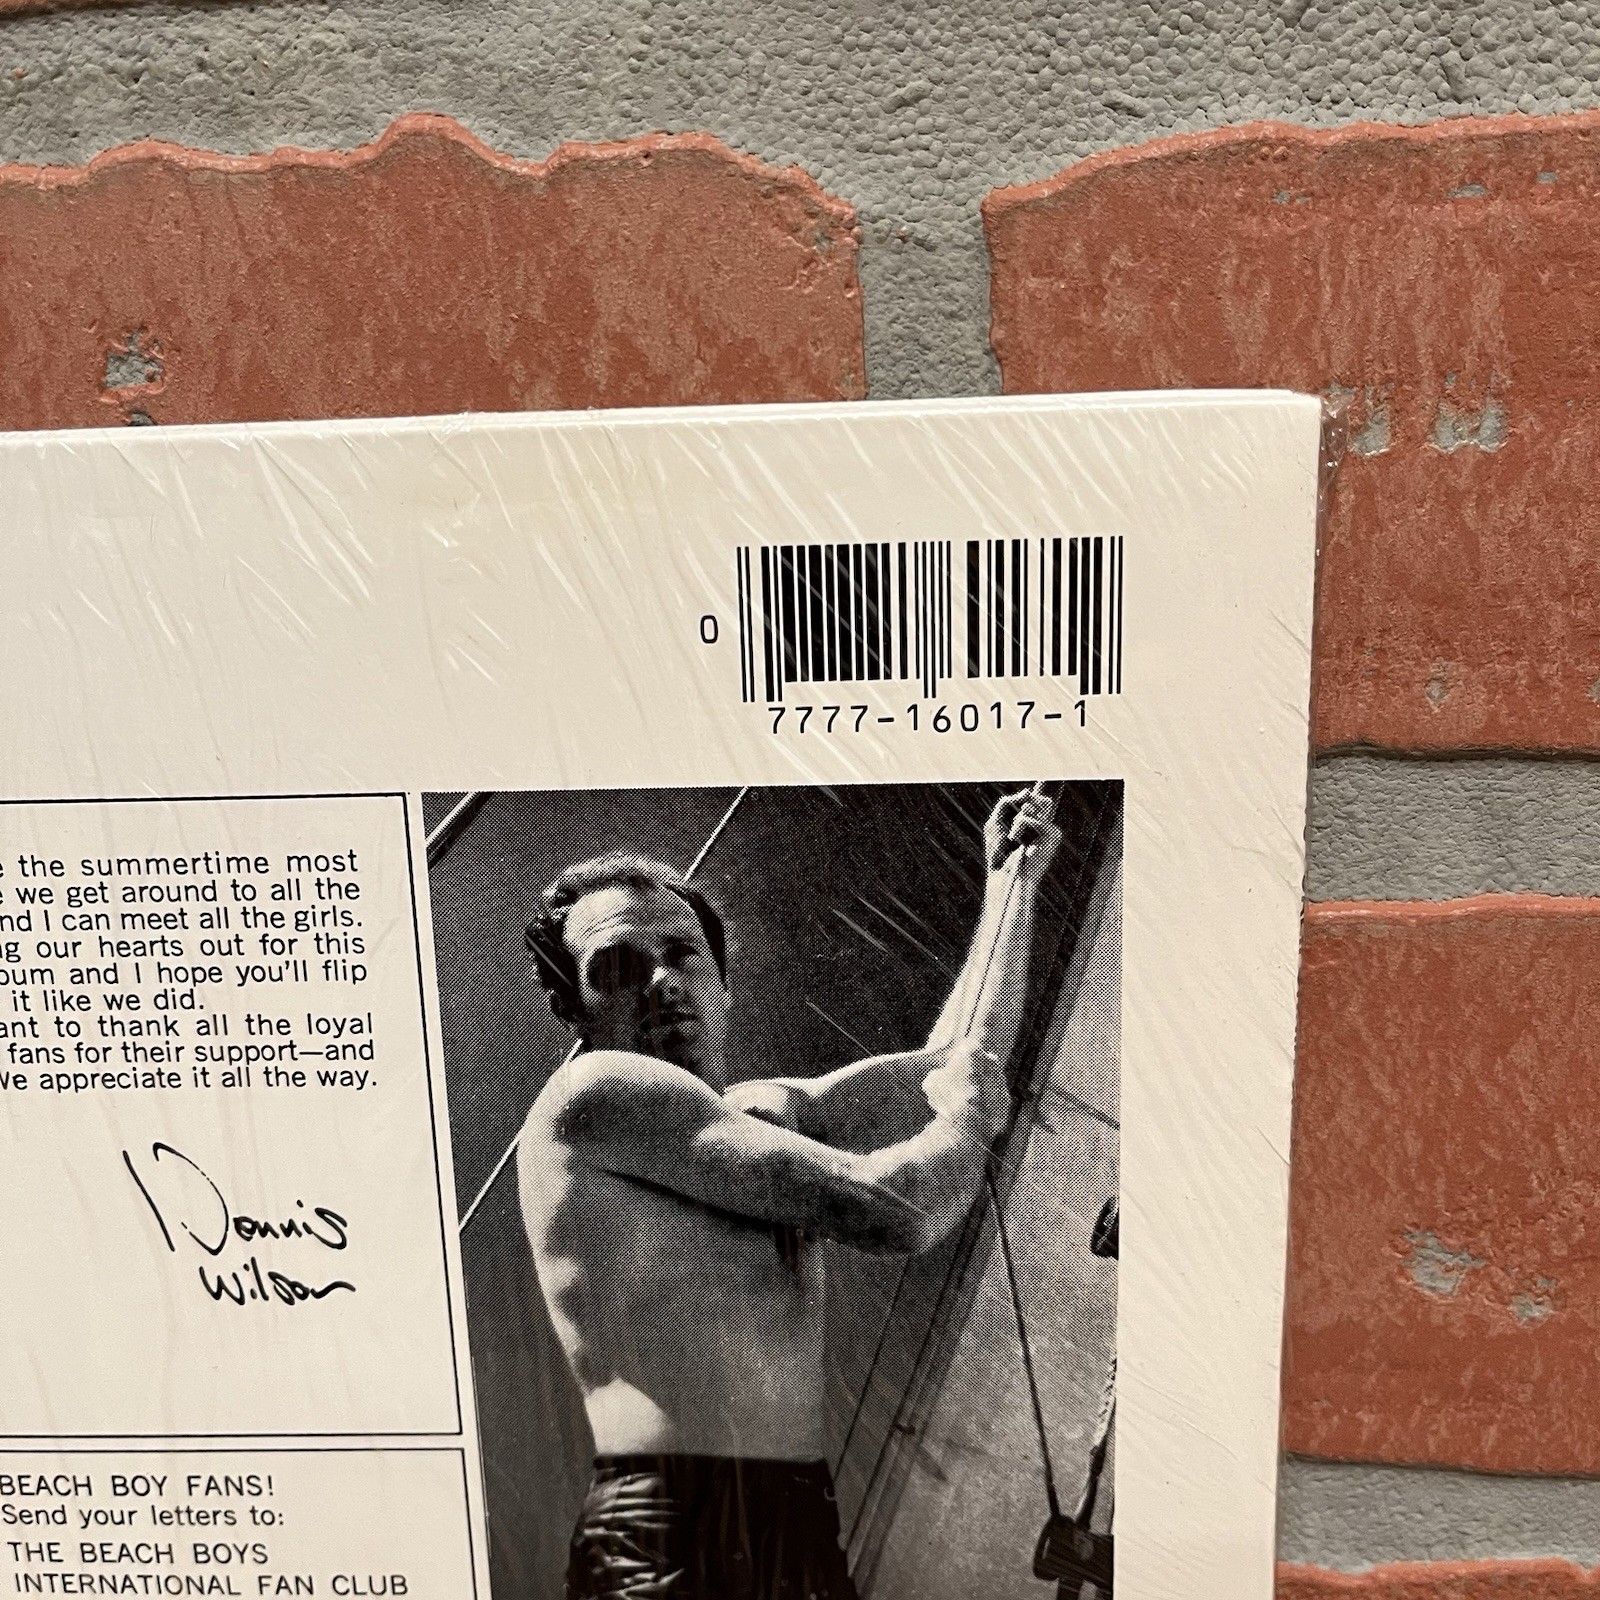 0
7777-16017-1
the summertime most
we get around to all the
I can meet all the girls.
our hearts out for this
and I hope you'll flip
it like we did.
to thank all the loyal
fans for their support—and
We appreciate it all the way.
Dennis
Wilson
BEACH BOY FANS!
Send your letters to:
THE BEACH BOYS
INTERNATIONAL FAN CLUB